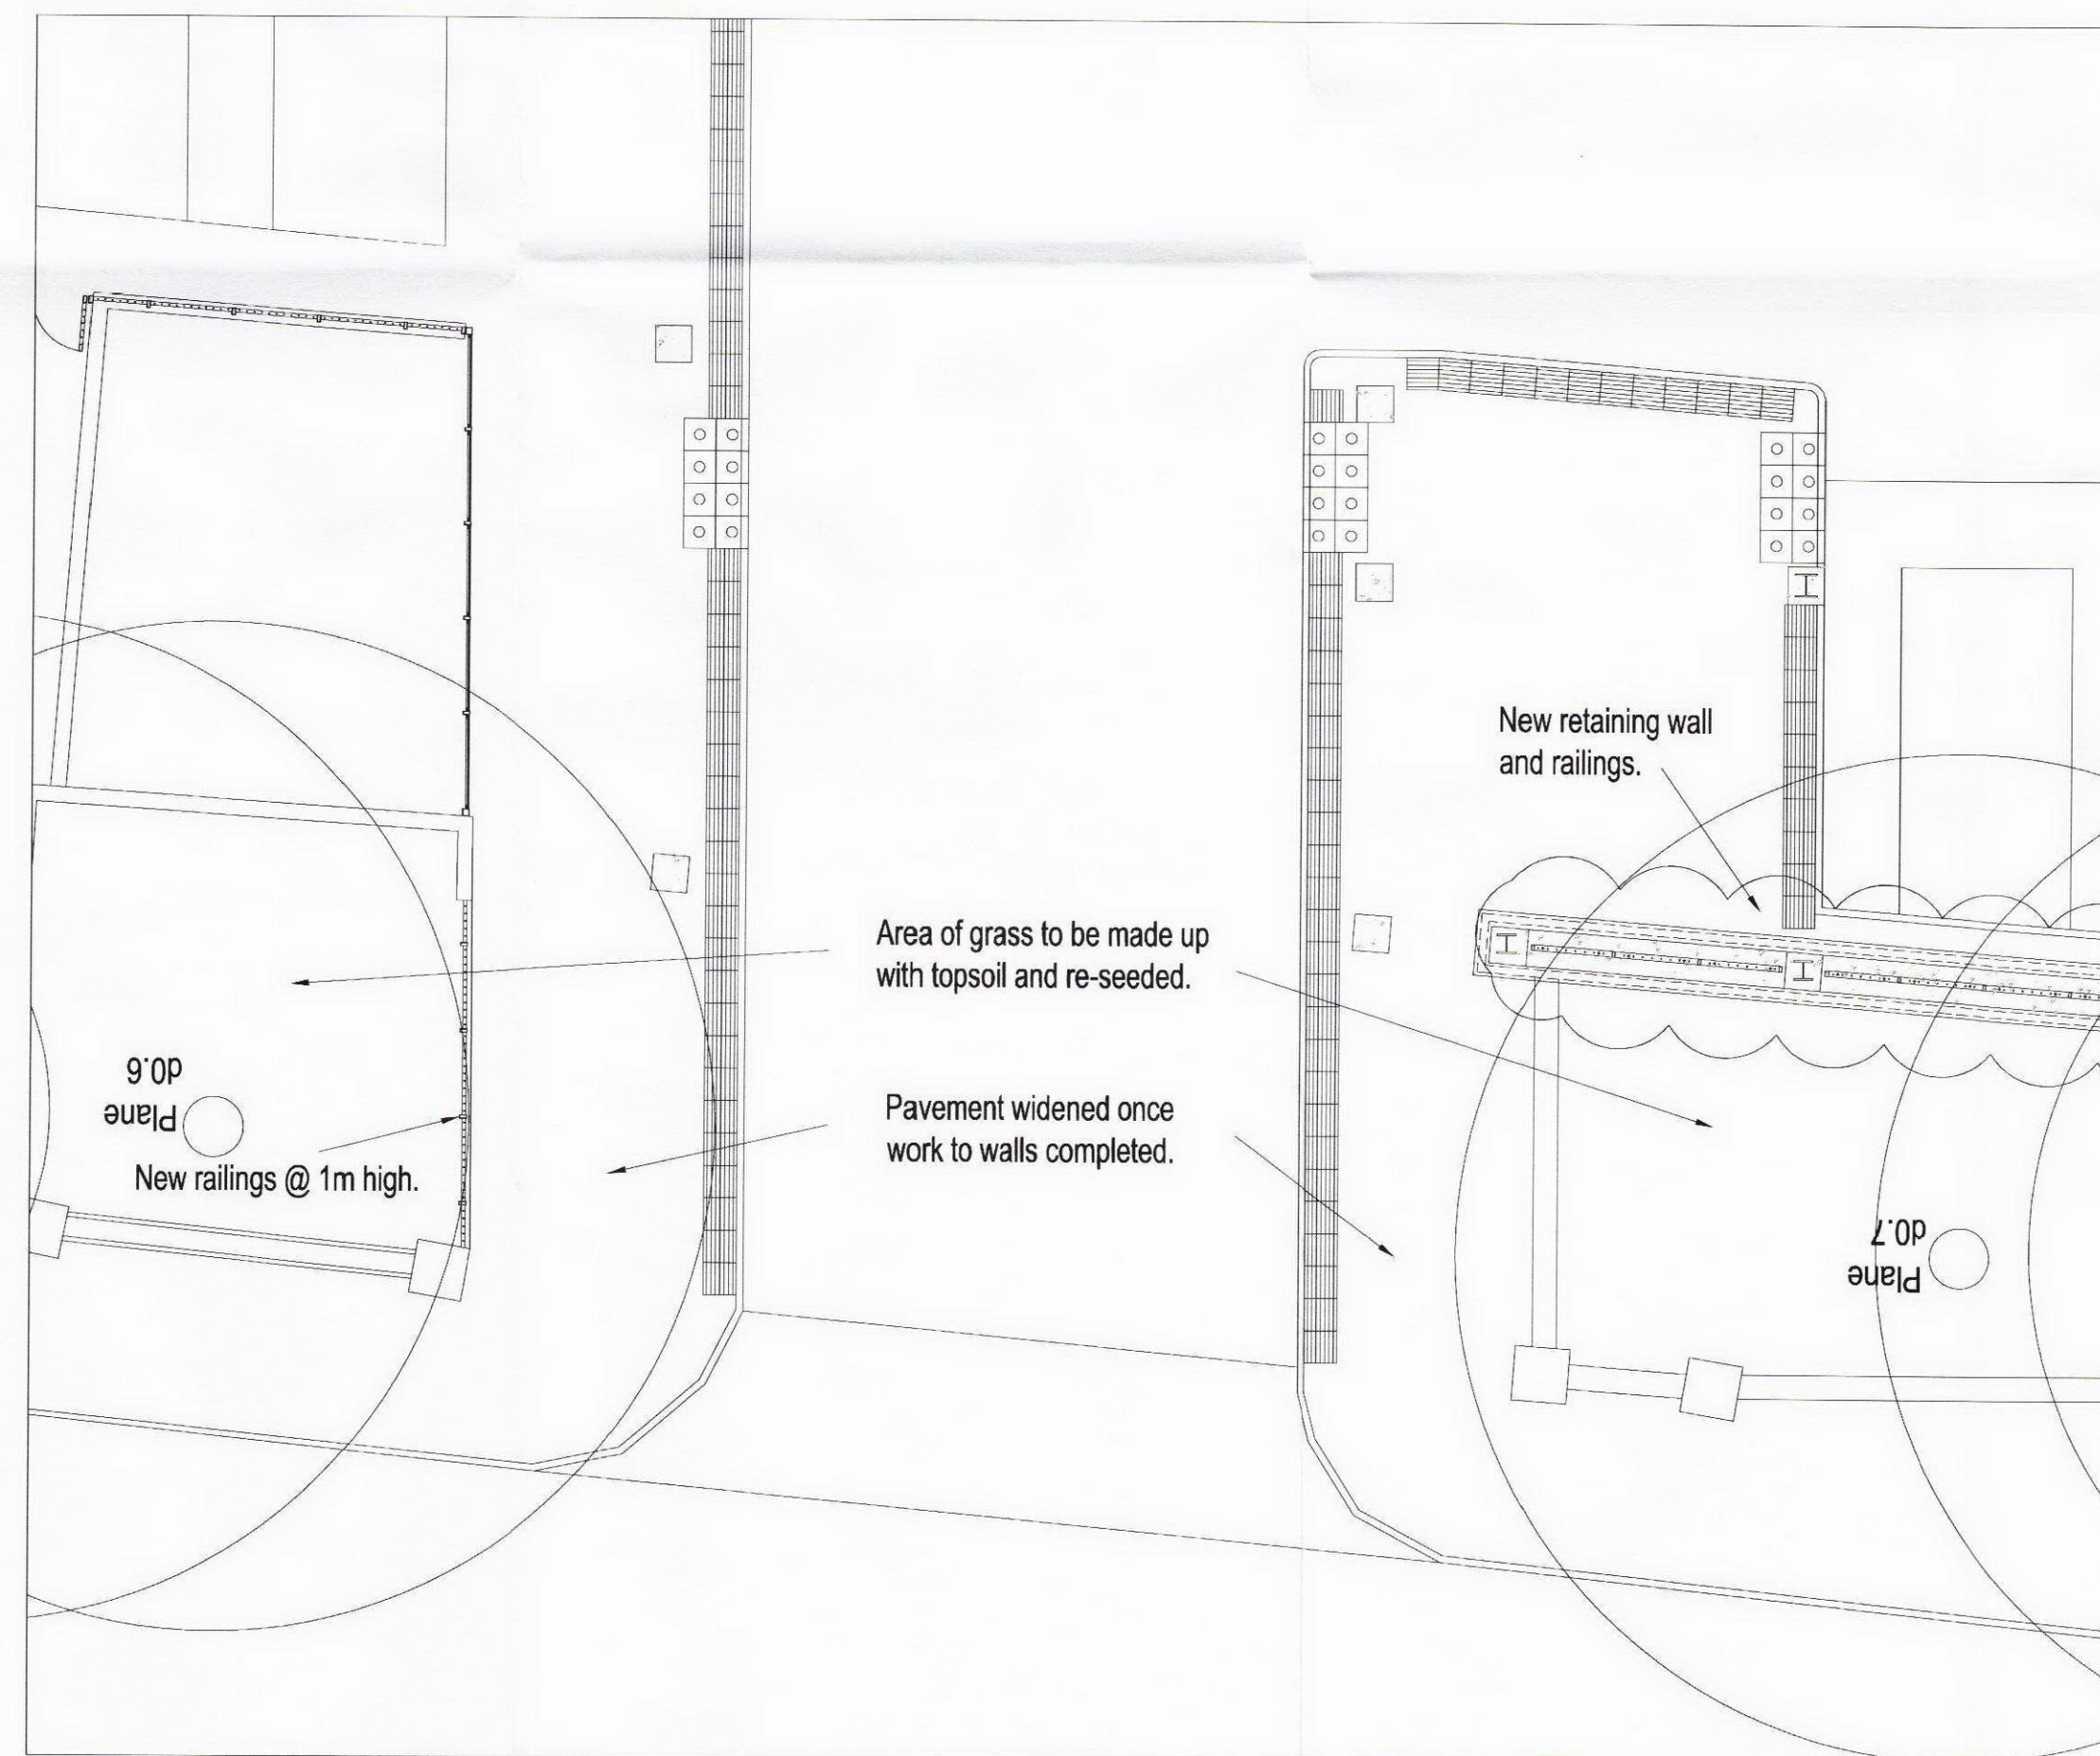 New retaining wall
and railings.
Area of grass to be made up
with topsoil and re-seeded.
Pavement widened once
work to walls completed.
Plane
d0.6
New railings @ 1m high.
Plane
d0.7